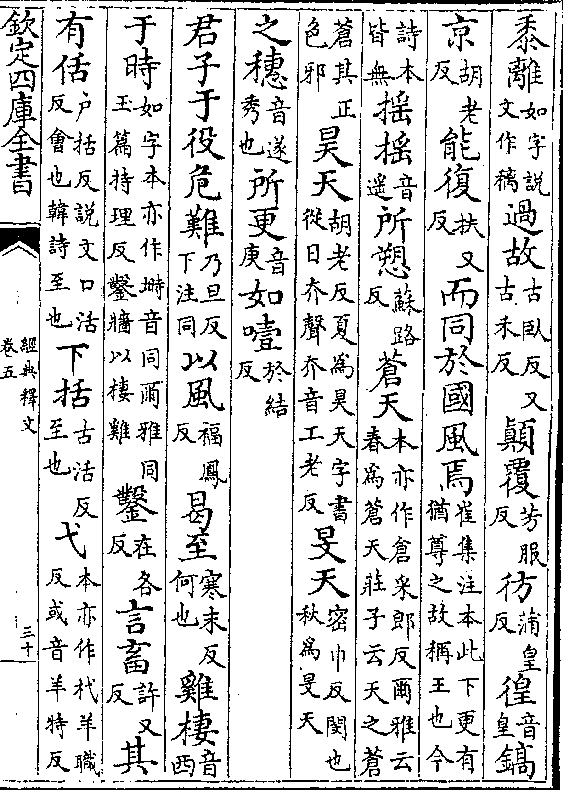 黍離如字說文作穲過故古臥反又古禾反顛覆芳服反彷蒲皇反徨音皇鎬
京胡老反能復扶又反而同於國風焉崔集注本此下更有猶尊之故稱王也今
詩本皆無揺揺音遥所愬蘇路反蒼天本亦作倉采郎反爾雅云春爲蒼天莊子云天之蒼
蒼其正色邪昊天胡老反夏爲昊天字書從日夰聲夰音工老反旻天密巾反閔也秋爲旻天
之穗音遂秀也所更音庚如噎於結反
君子于役危難乃旦反下注同以風福鳳反曷至寒末反何也雞棲音西
于時如字本亦作塒音同爾雅同玉篇持理反鑿牆以棲雞鑿在各反言畜許又反其
有佸户括反說文口活反會也韓詩至也下括古活反至也弋本亦作杙羊職反或音羊特反
欽定四庫全書
經典釋文
卷五
三十